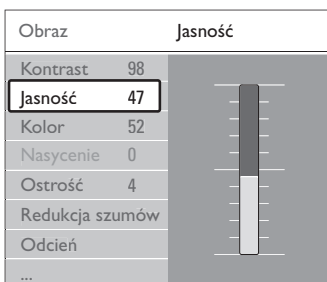 Obraz Jasność
Kontrast 98
Jasność 47
Kolor 52
Nasycenie 0
Ostrość 4
Redukcja szumów
Odcień
...